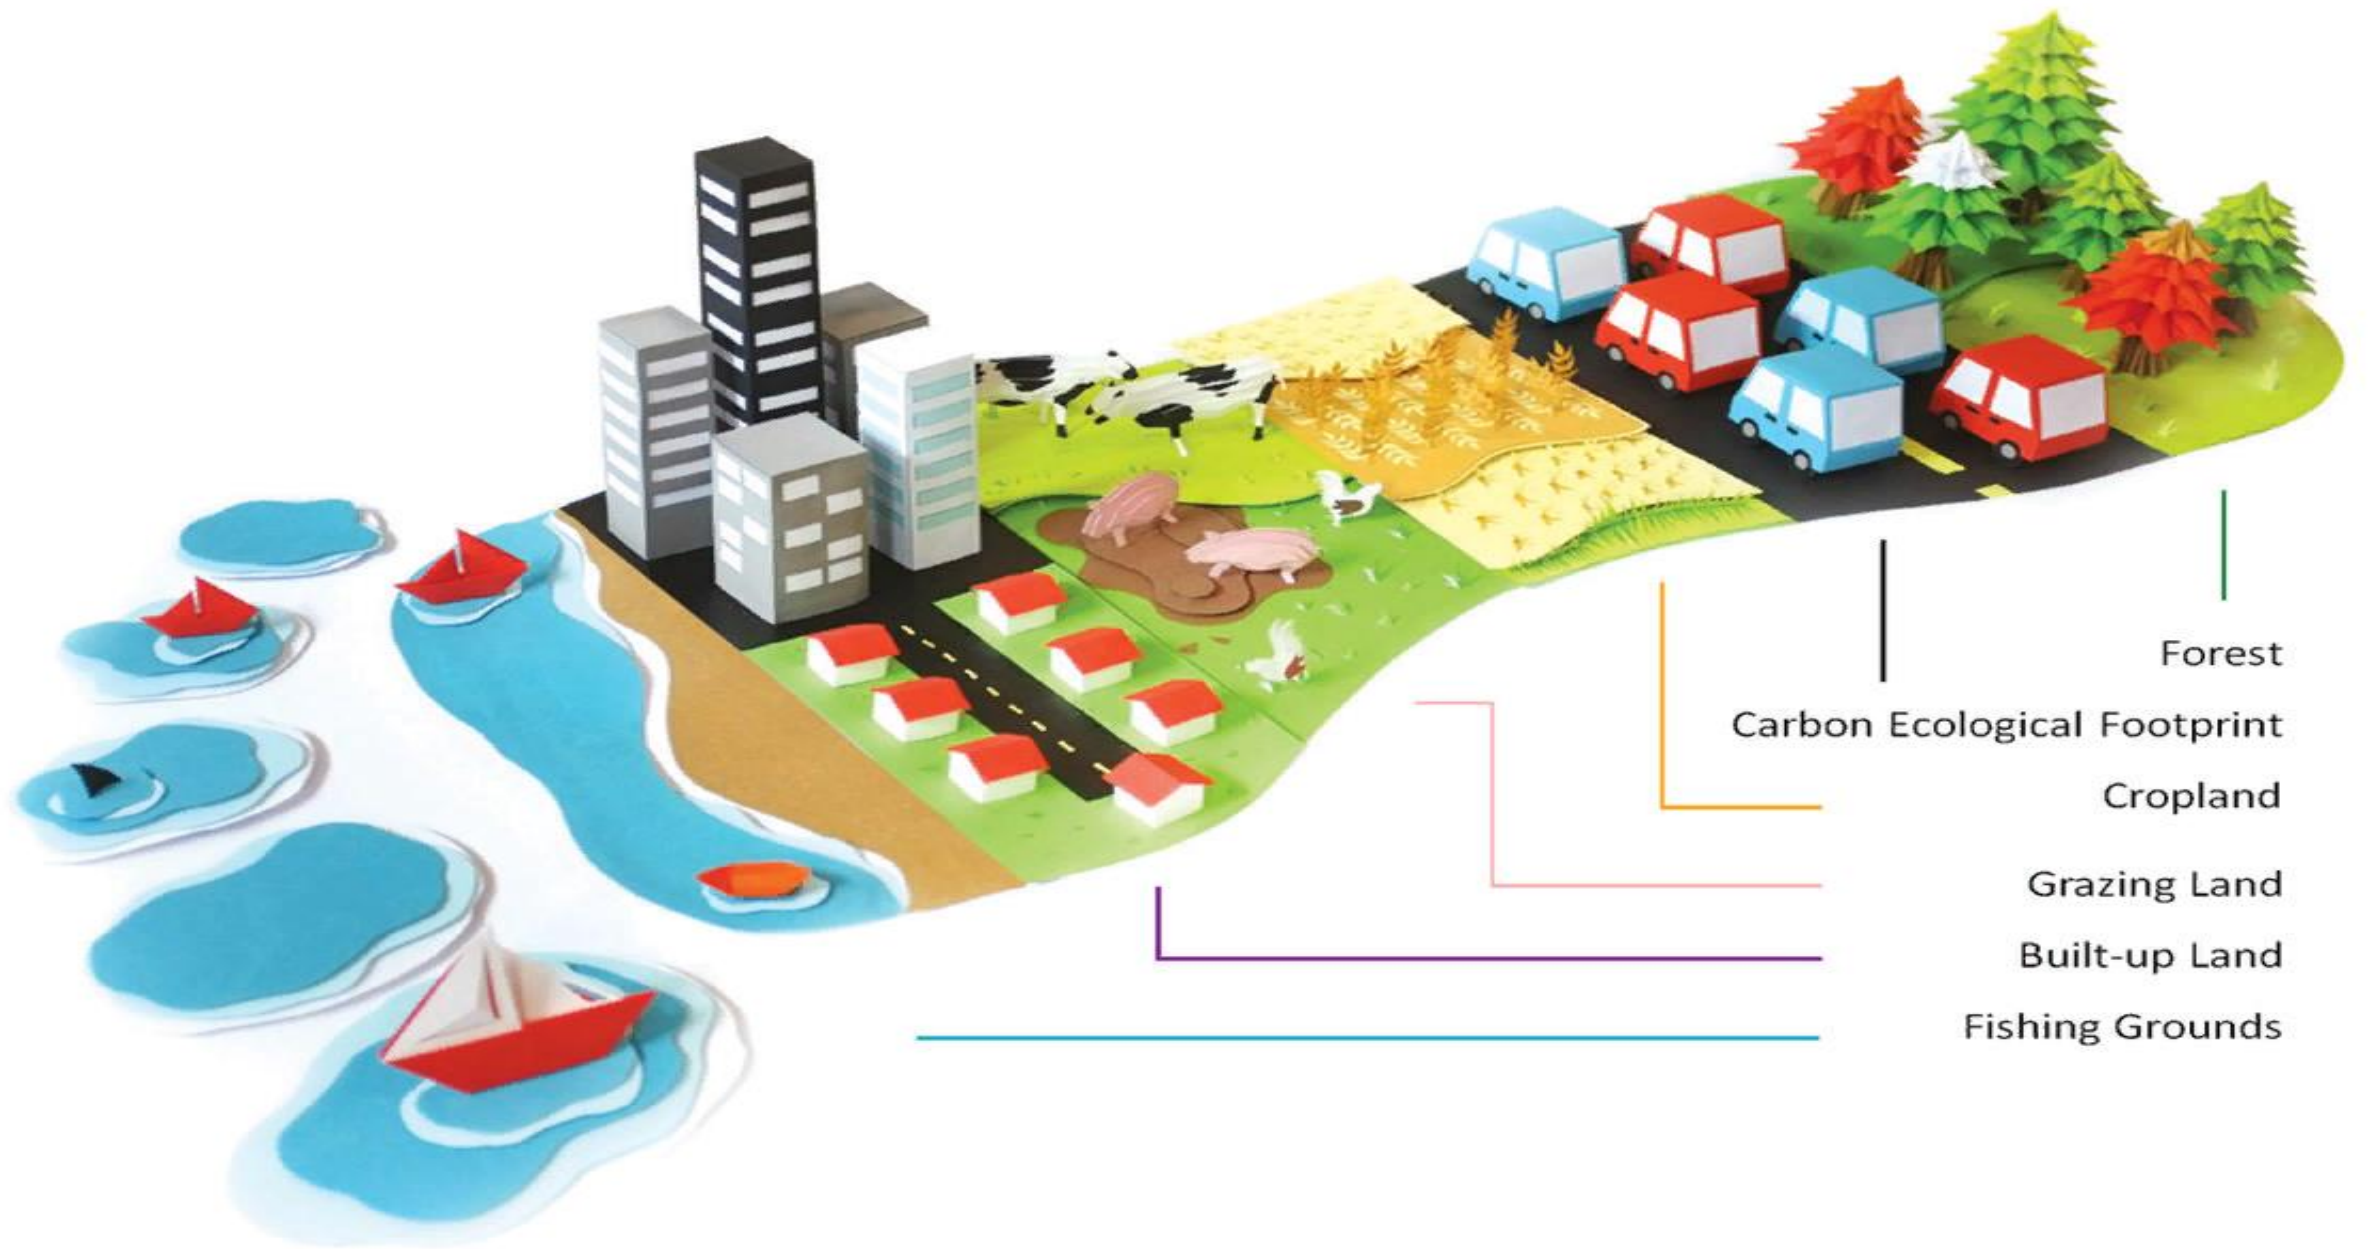 Forest
Carbon Ecological Footprint
Cropland
Grazing Land
Built-up Land
Fishing Grounds